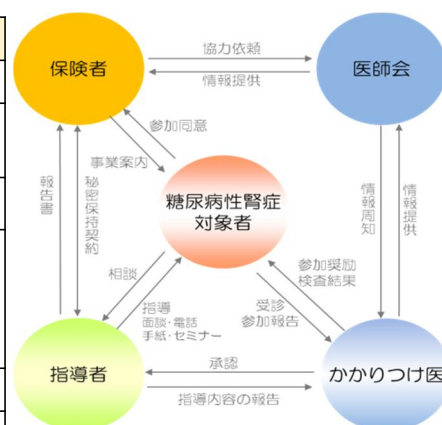 協力依頼
保険者
医師会
情報提供
参加同意
事業案内
糖尿病性腎症
対象者
報告書
秘密保持契約
情報周知
情報提供
相談
指導
面談・電話
手紙・セミナー
参加奨励
検査結果
受診
参加報告
承認
指導者
かかりつけ医
指導内容の報告